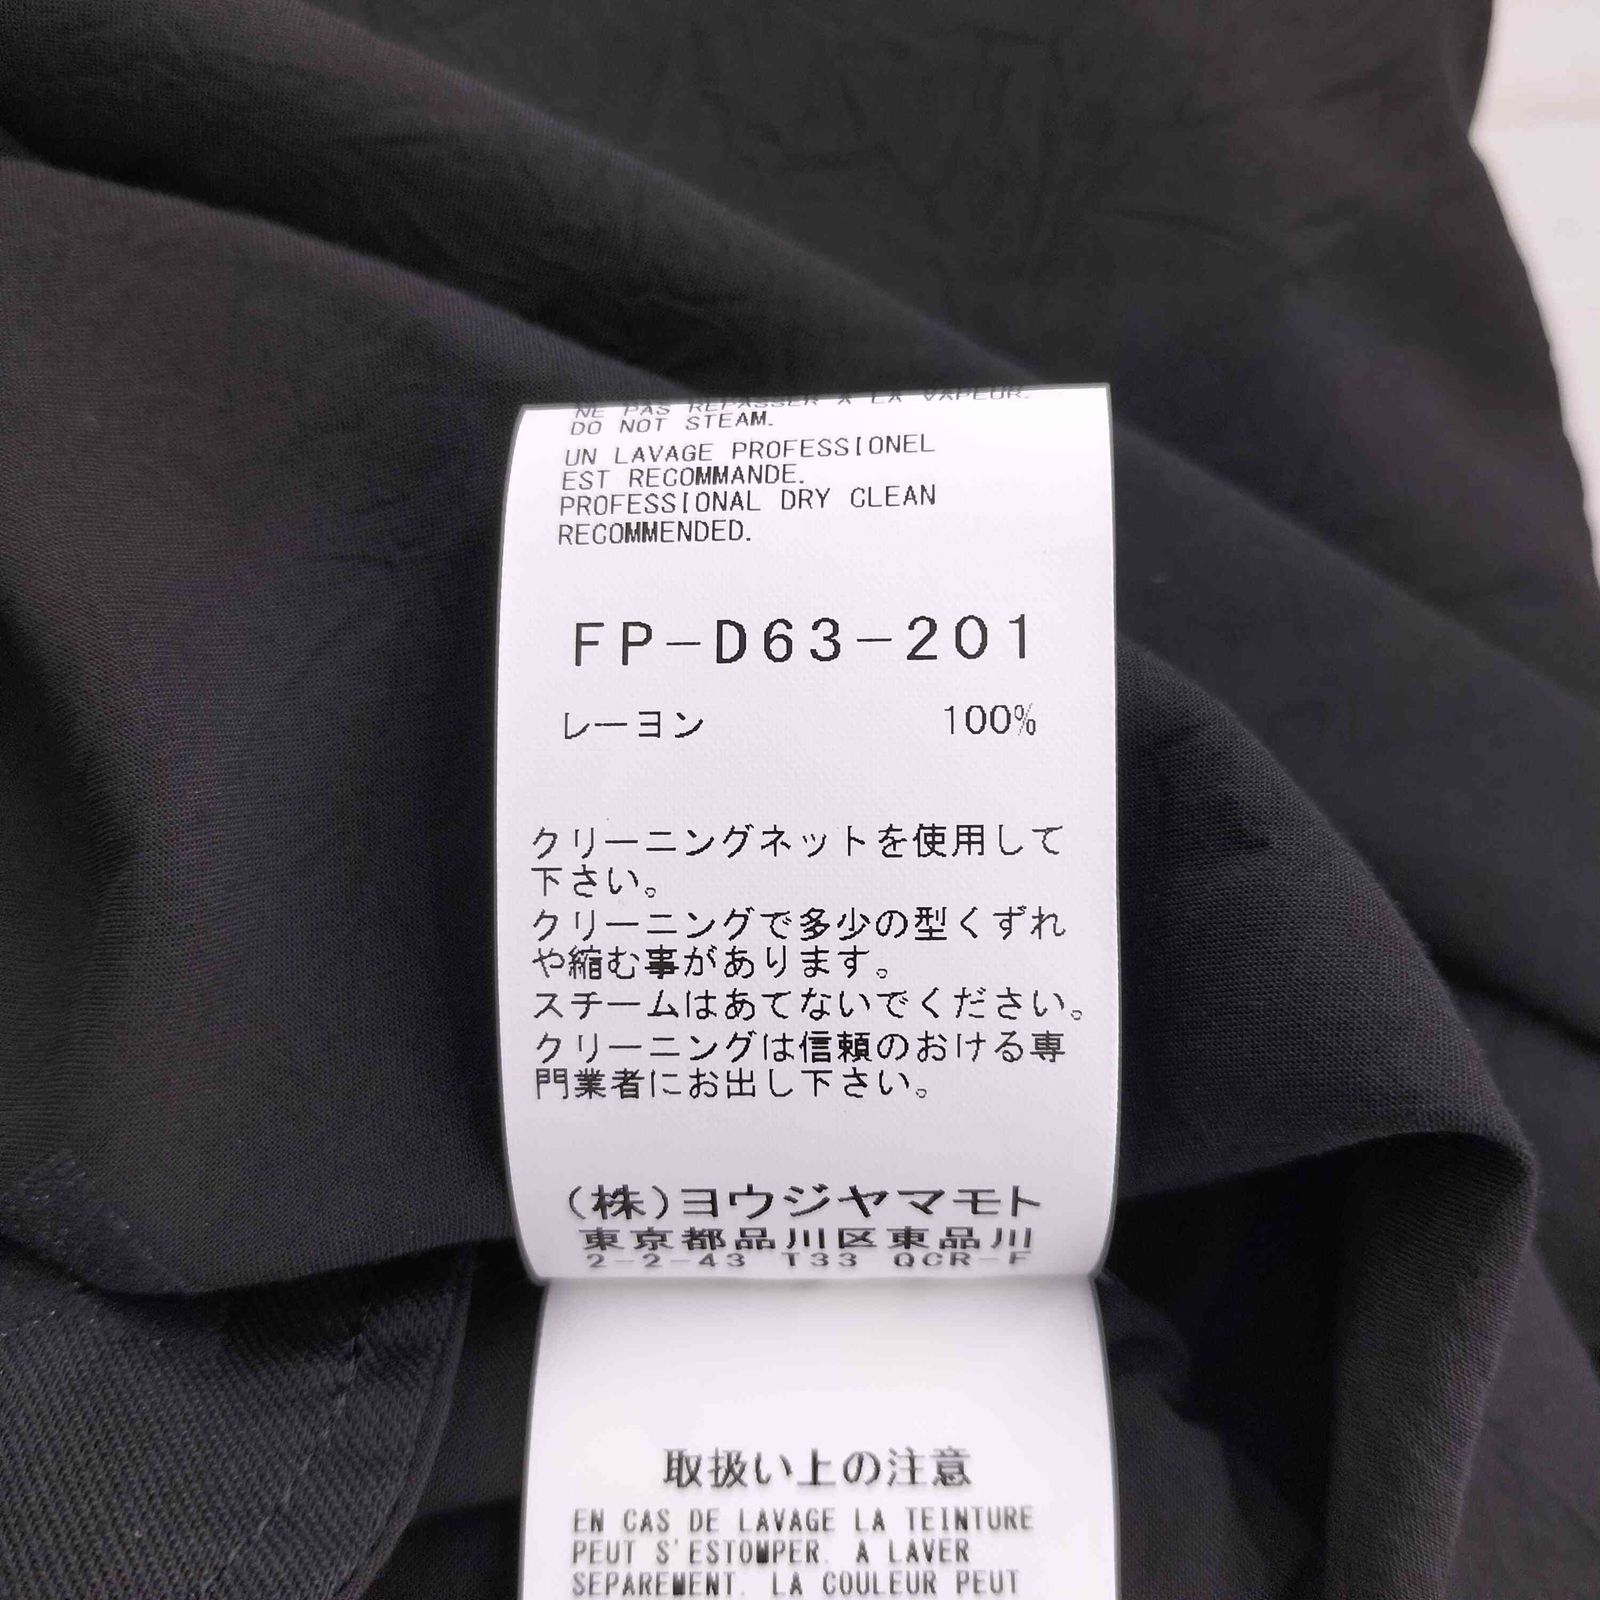 NE PAS REPASSER A LA VAPEUR.
DO NOT STEAM.
UN LAVAGE PROFESSIONEL
EST RECOMMANDE.
PROFESSIONAL DRY CLEAN
RECOMMENDED.
FP-D63-201
レーヨン 100%
クリーニングネットを使用して
下さい。
クリーニングで多少の型くずれ
や縮む事があります。
スチームはあてないでください。
クリーニングは信頼のおける専
門業者にお出し下さい。
(株)ヨウジヤマモト
東京都品川区東品川
2-2-43 T33 QCR-F
取扱い上の注意
EN CAS DE LAVAGE LA TEINTURE
PEUT S'ESTOMPER. A LAVER
SEPAREMENT. LA COULEUR PEUT